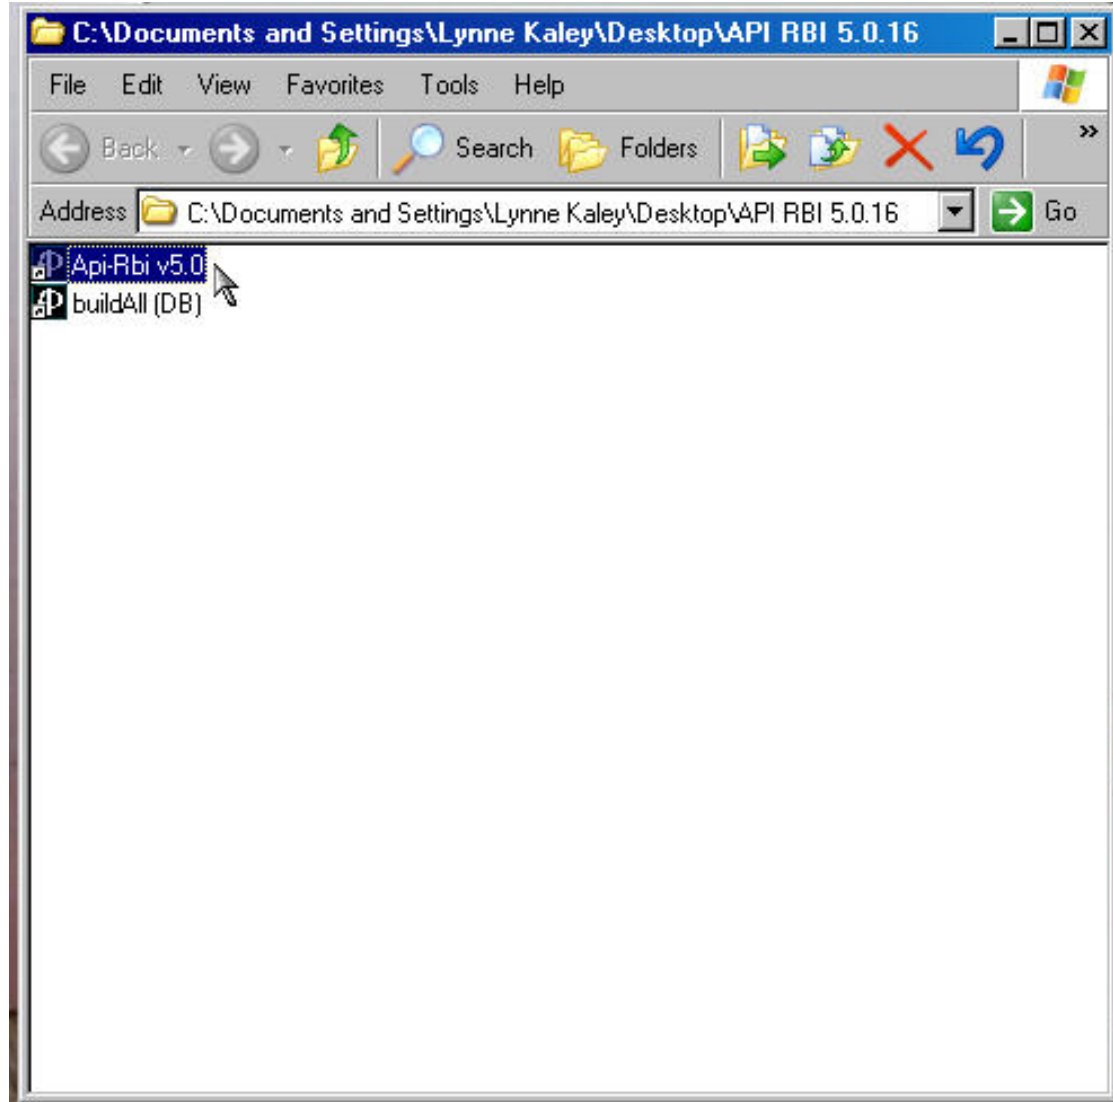 C:\Documents and Settings\Lynne Kaley\Desktop\API RBI 5.0.16
File Edit View Favorites Tools Help
Back Search Folders »
Address C:\Documents and Settings\Lynne Kaley\Desktop\API RBI 5.0.16 Go
Api-Rbi v5.0
buildAll (DB)